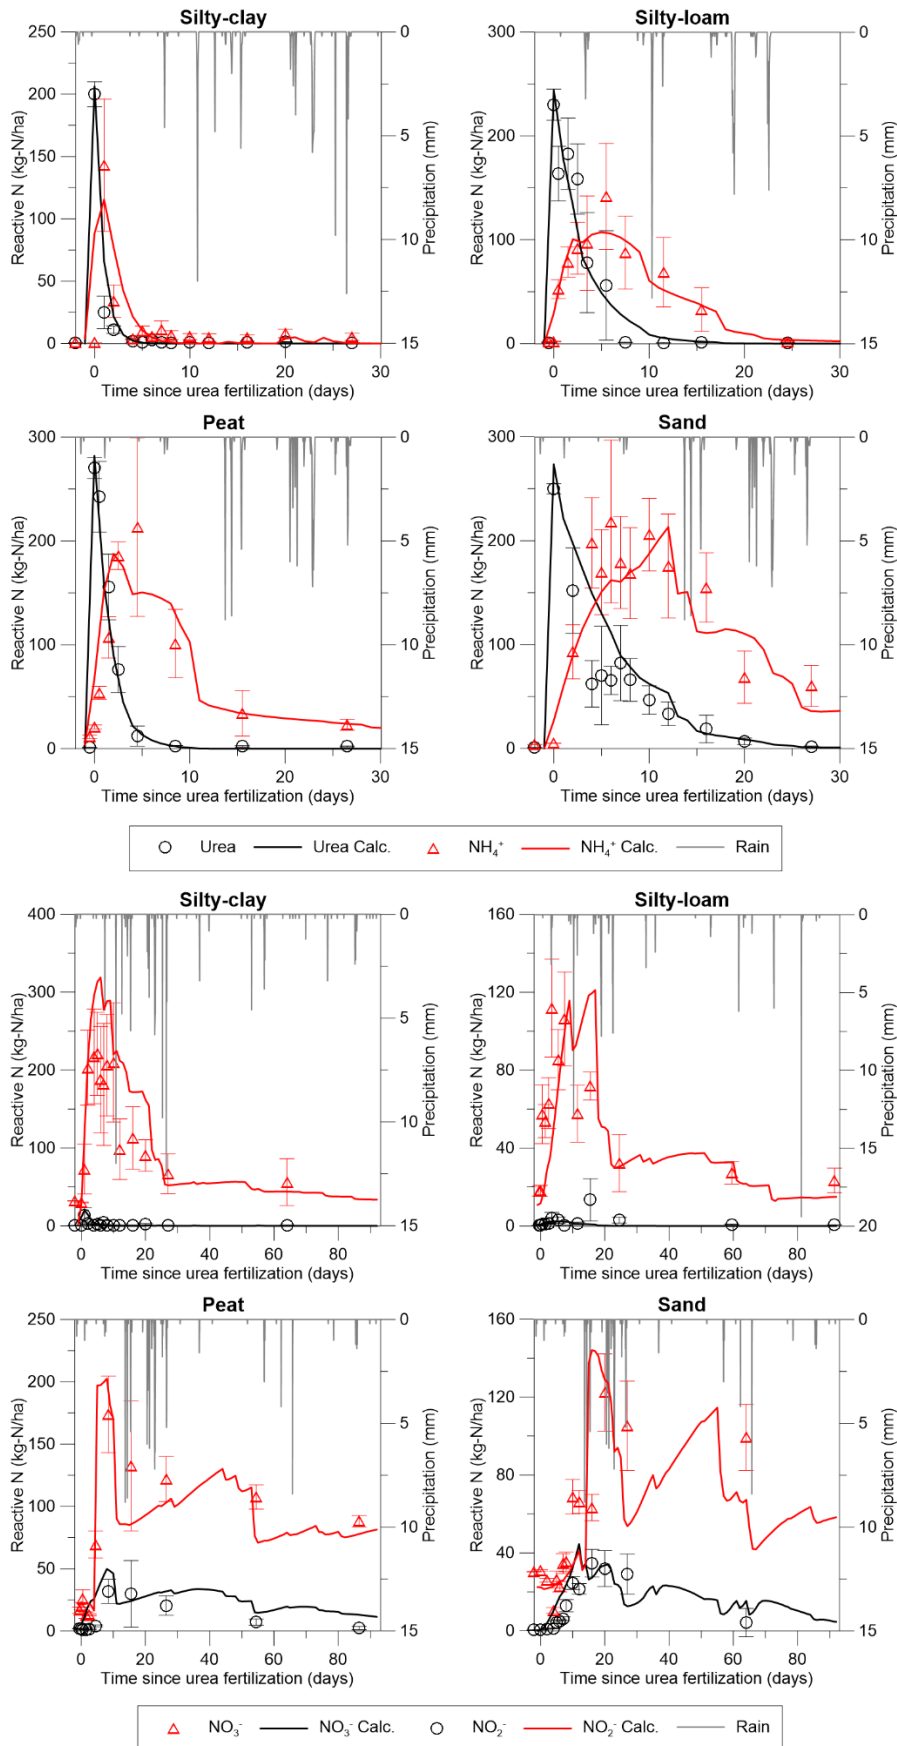 Silty-clay
Silty-loam
250
200
150
100
50
0
0
5
10
15
300
200
100
0
0
5
10
15
Reactive N (kg-N/ha)
Precipitation (mm)
Reactive N (kg-N/ha)
Precipitation (mm)
0 10 20 30
0 10 20 30
Time since urea fertilization (days)
Time since urea fertilization (days)
Peat
Sand
300
200
100
0
0
5
10
15
300
200
100
0
0
5
10
15
Reactive N (kg-N/ha)
Precipitation (mm)
Reactive N (kg-N/ha)
Precipitation (mm)
0 10 20 30
0 10 20 30
Time since urea fertilization (days)
Time since urea fertilization (days)
Urea Urea Calc. NH₄⁺ NH₄⁺ Calc. Rain
Silty-clay
Silty-loam
400
300
200
100
0
0
5
10
15
160
120
80
40
0
0
5
10
15
20
Reactive N (kg-N/ha)
Precipitation (mm)
Reactive N (kg-N/ha)
Precipitation (mm)
0 20 40 60 80
0 20 40 60 80
Time since urea fertilization (days)
Time since urea fertilization (days)
Peat
Sand
250
200
150
100
50
0
0
5
10
15
160
120
80
40
0
0
5
10
15
Reactive N (kg-N/ha)
Precipitation (mm)
Reactive N (kg-N/ha)
Precipitation (mm)
0 20 40 60 80
0 20 40 60 80
Time since urea fertilization (days)
Time since urea fertilization (days)
NO₃⁻ NO₃⁻ Calc. NO₂⁻ NO₂⁻ Calc. Rain